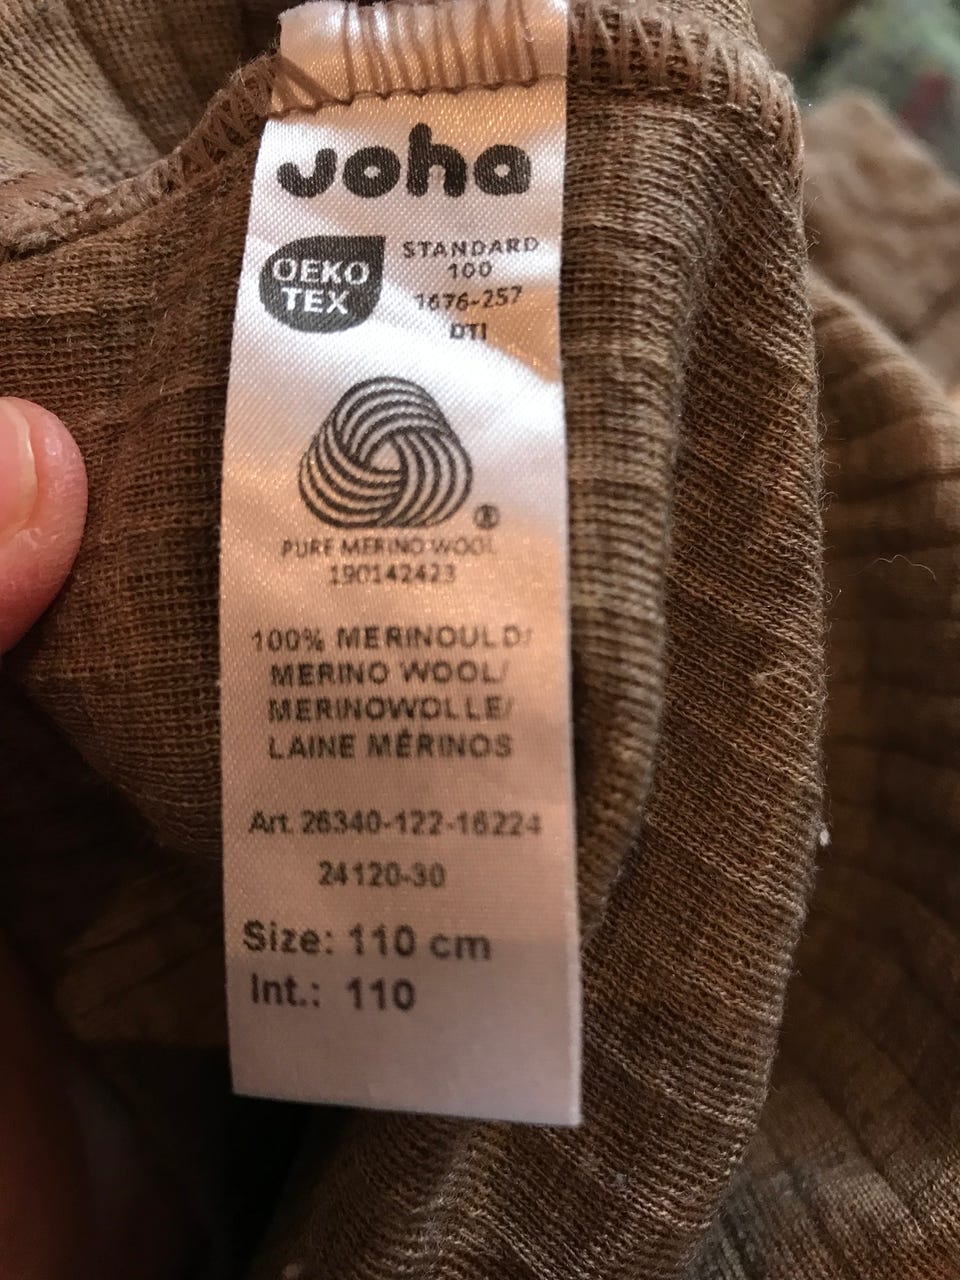 Joha
OEKO
TEX
STANDARD
100
1676-257
DTI
®
PURE MERINO WOOL
190142423
100% MERINOULD/
MERINO WOOL/
MERINOWOLLE/
LAINE MÉRINOS
Art. 26340-122-16224
24120-30
Size: 110 cm
Int.: 110